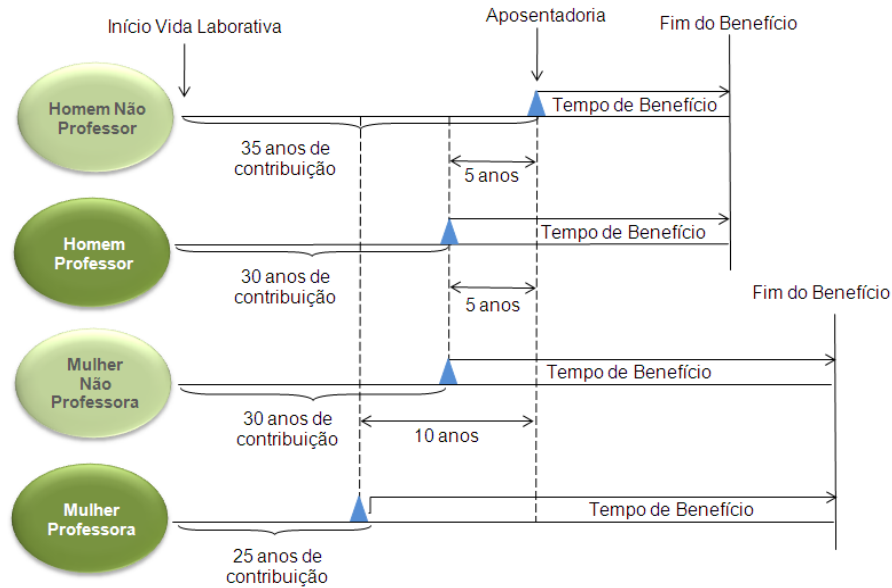 Início Vida Laborativa
Aposentadoria
Fim do Benefício
Homem Não
Professor
Tempo de Benefício
35 anos de
contribuição
5 anos
Homem
Professor
Tempo de Benefício
30 anos de
contribuição
5 anos
Fim do Benefício
Mulher
Não
Professora
Tempo de Benefício
30 anos de
contribuição
10 anos
Mulher
Professora
Tempo de Benefício
25 anos de
contribuição